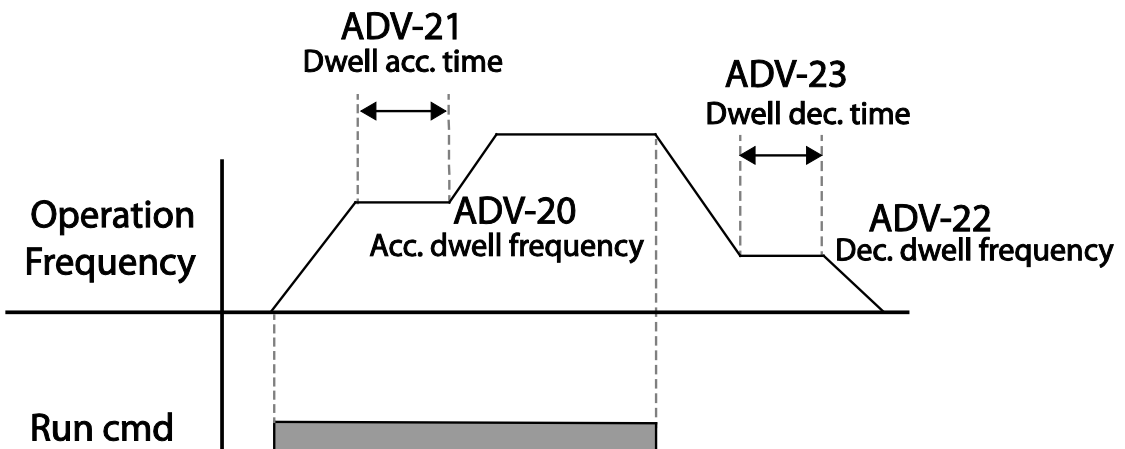 ADV-21
Dwell acc. time
ADV-23
Dwell dec. time
Operation
Frequency
ADV-20
Acc. dwell frequency
ADV-22
Dec. dwell frequency
Run cmd